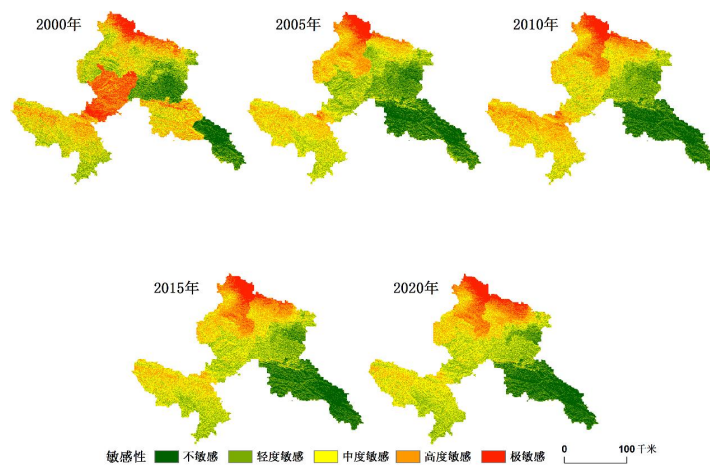 2000年
2005年
2010年
2015年
2020年
敏感性 不敏感 轻度敏感 中度敏感 高度敏感 极敏感
0 100 千米